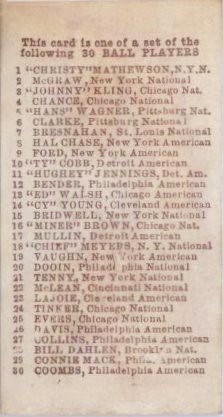 This card is one of a set of the
following 30 BALL PLAYERS
1 "CHRISTY" MATHEWSON, N.Y.N.
2 McGRAW, New York National
3 "JOHNNY" KLING, Chicago Nat.
4 CHANCE, Chicago National
5 "HANS" WAGNER, Pittsburg Nat.
6 CLARKE, Pittsburg National
7 BRESNAHAN, St. Louis National
8 HAL CHASE, New York American
9 FORD, New York American
10 "TY" COBB, Detroit American
11 "HUGHEY" JENNINGS, Det. Am.
12 BENDER, Philadelphia American
13 "ED" WALSH, Chicago American
14 "CY" YOUNG, Cleveland American
15 BRIDWELL, New York National
16 "MINER" BROWN, Chicago Nat.
17 MULLIN, Detroit American
18 "CHIEF" MEYERS, N. Y. National
19 VAUGHN, New York American
20 DOOIN, Philadelphia National
21 TENNY, New York National
22 McLEAN, Cincinnati National
23 LAJOIE, Cleveland American
24 TINKER, Chicago National
25 EVERS, Chicago National
26 DAVIS, Philadelphia American
27 COLLINS, Philadelphia American
28 BILL DAHLEN, Brooklyn Nat.
29 CONNIE MACK, Phila. American
30 COOMBS, Philadelphia American